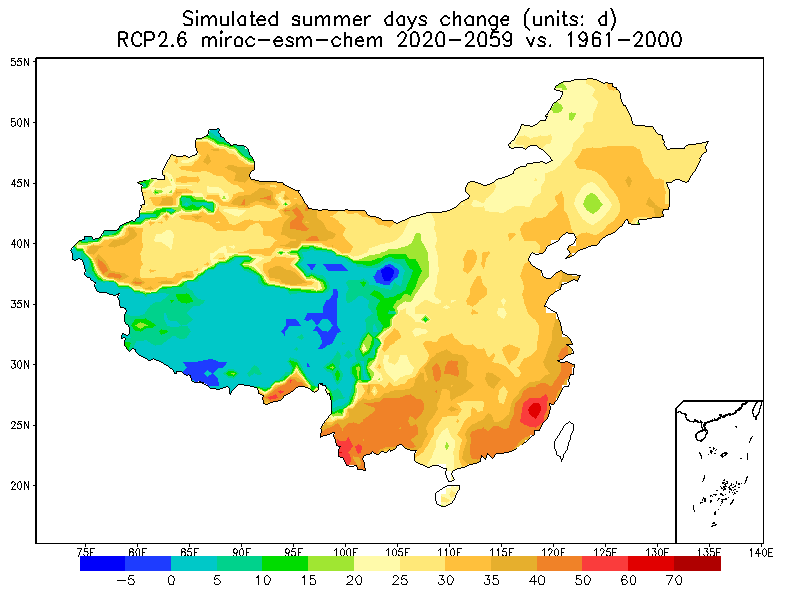 Simulated summer days change (units: d)
RCP2.6 miroc-esm-chem 2020-2059 vs. 1961-2000
55N
50N
45N
40N
35N
30N
25N
20N
75E 80E 85E 90E 95E 100E 105E 110E 115E 120E 125E 130E 135E 140E
-5 0 5 10 15 20 25 30 35 40 50 60 70